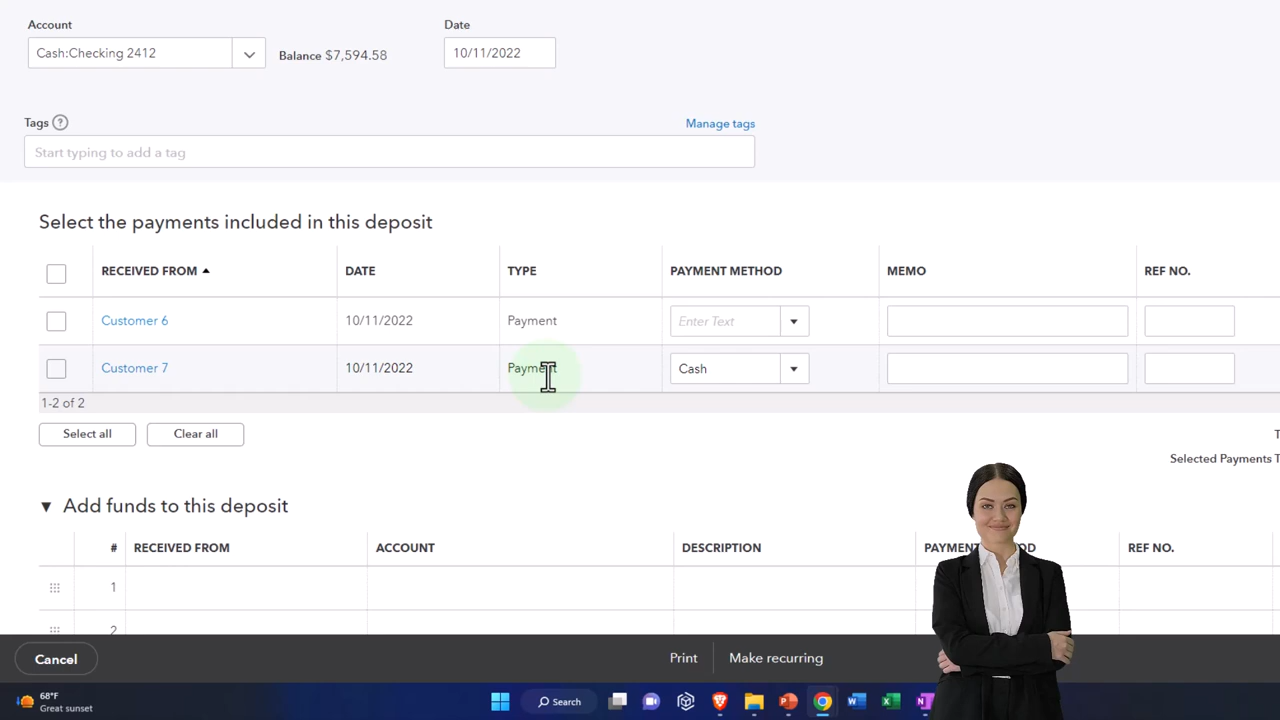 Account Date
Cash:Checking 2412 Balance $7,594.58 10/11/2022
Tags ? Manage tags
Start typing to add a tag
Select the payments included in this deposit
RECEIVED FROM DATE TYPE PAYMENT METHOD MEMO REF NO.
Customer 6 10/11/2022 Payment Enter Text
Customer 7 10/11/2022 Payment Cash
1-2 of 2
Select all Clear all
Selected Payments T
Add funds to this deposit
# RECEIVED FROM ACCOUNT DESCRIPTION REF NO.
1
2
Cancel Print Make recurring
68°F
Great sunset Search